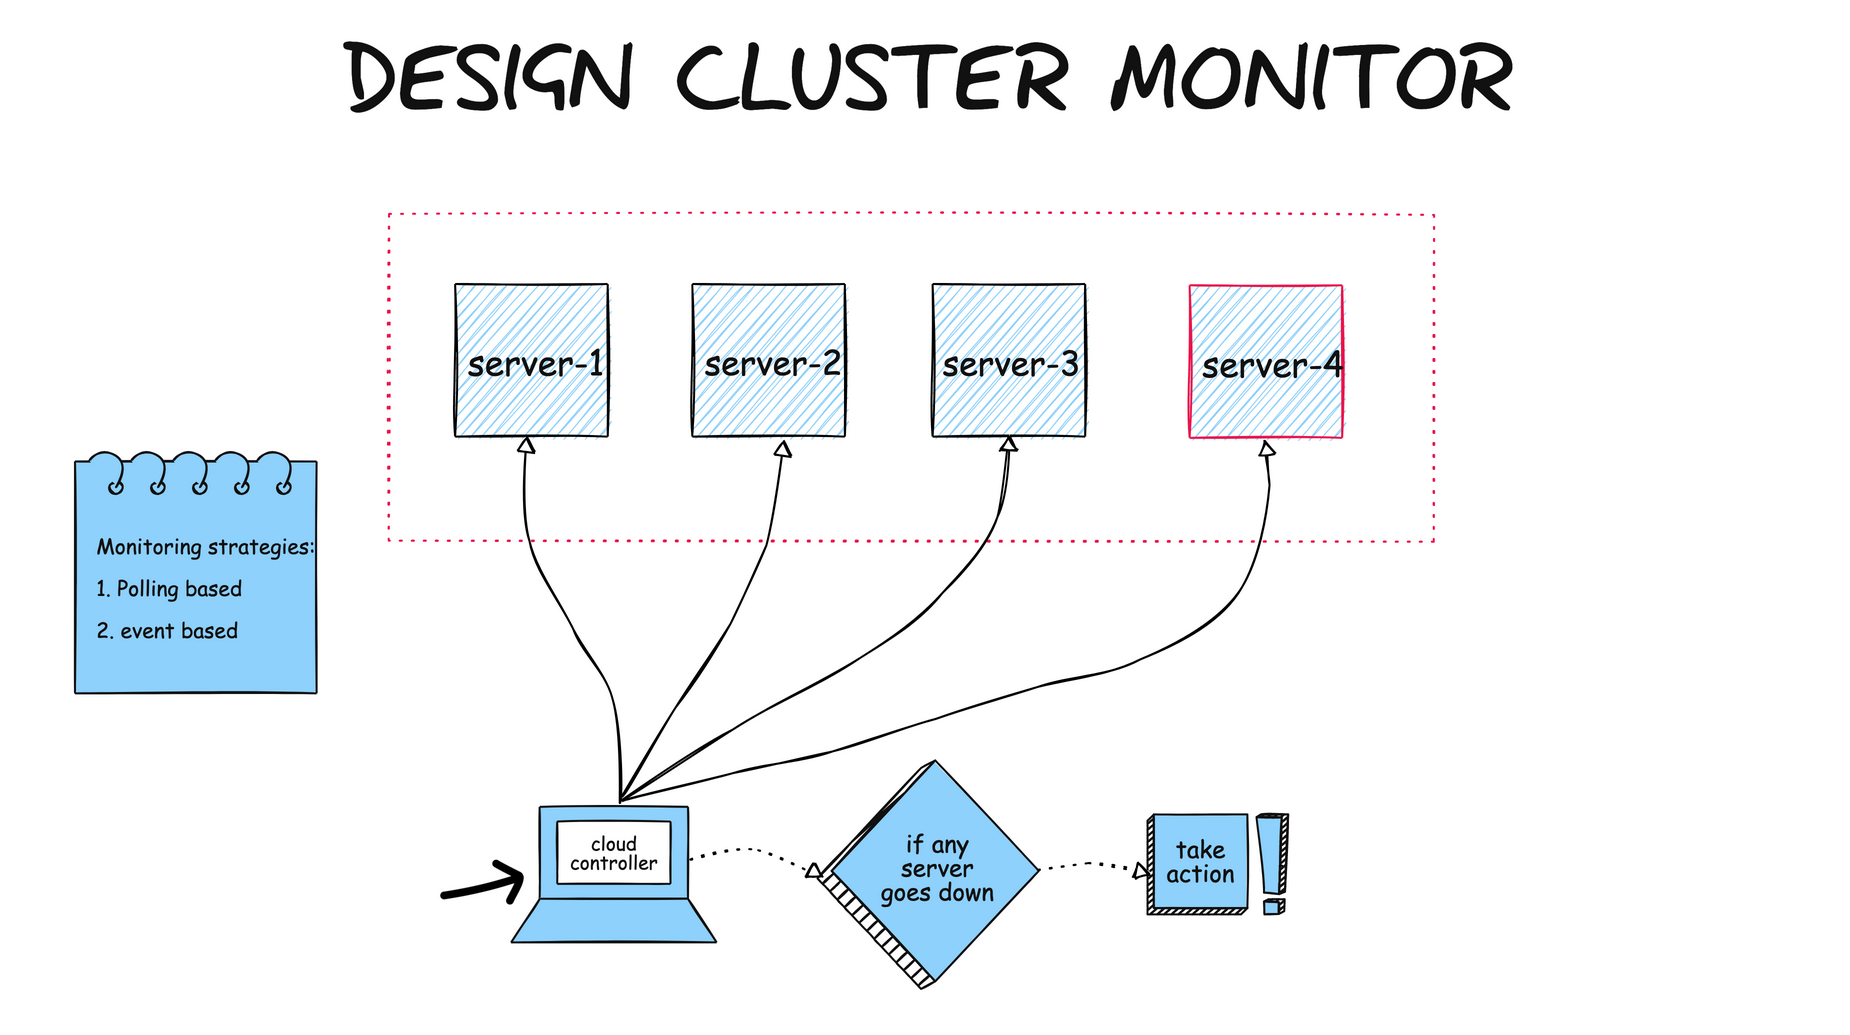 DESIGN CLUSTER MONITOR
server-1
server-2
server-3
server-4
Monitoring strategies:
1. Polling based
2. event based
cloud
controller
if any
server
goes down
take
action
!